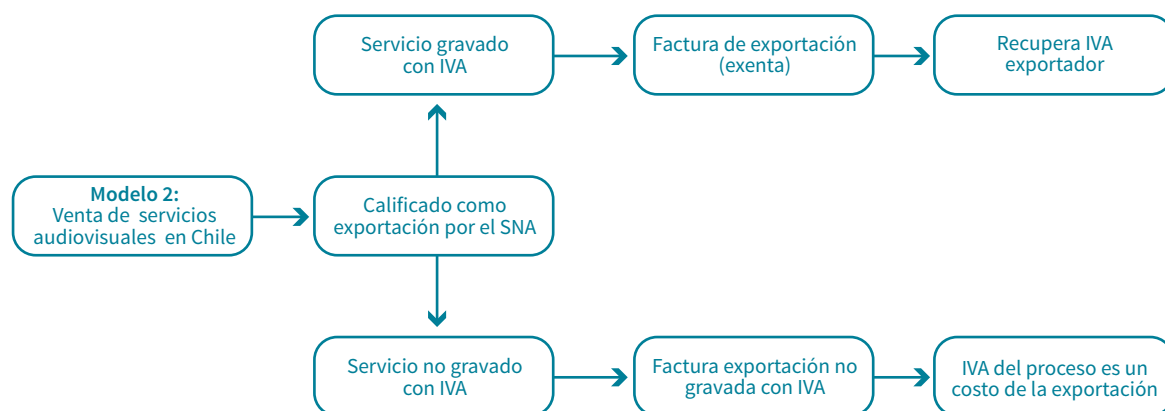 Servicio gravado
con IVA
Factura de exportación
(exenta)
Recupera IVA
exportador
Modelo 2:
Venta de servicios
audiovisuales en Chile
Calificado como
exportación por el SNA
Servicio no gravado
con IVA
Factura exportación no
gravada con IVA
IVA del proceso es un
costo de la exportación